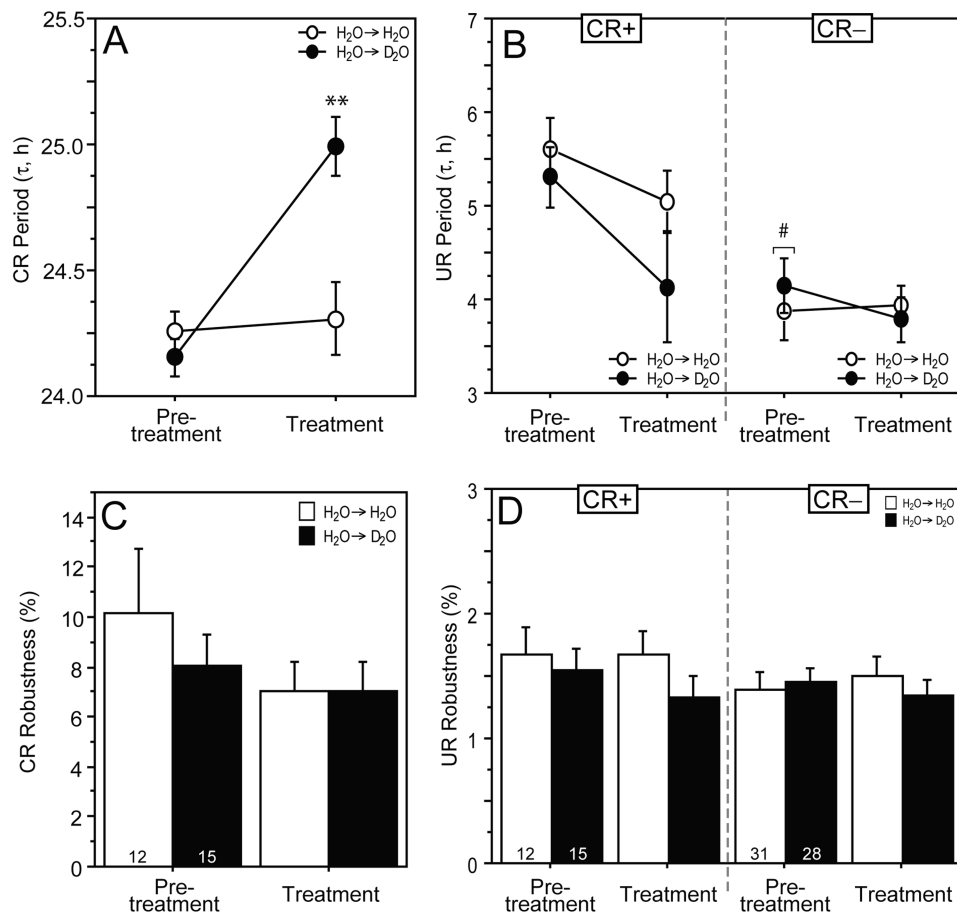 A
H₂O→H₂O
H₂O→D₂O
**
25.5
25.0
24.5
24.0
CR Period (τ, h)
Pre-
treatment
Treatment
B
CR+
CR–
7
6
5
4
3
UR Period (τ, h)
#
H₂O→H₂O
H₂O→D₂O
H₂O→H₂O
H₂O→D₂O
Pre-
treatment
Treatment
Pre-
treatment
Treatment
C
H₂O→H₂O
H₂O→D₂O
14
12
10
8
6
4
2
0
CR Robustness (%)
12
15
Pre-
treatment
Treatment
D
CR+
CR–
H₂O→H₂O
H₂O→D₂O
3
2
1
0
UR Robustness (%)
12
15
31
28
Pre-
treatment
Treatment
Pre-
treatment
Treatment